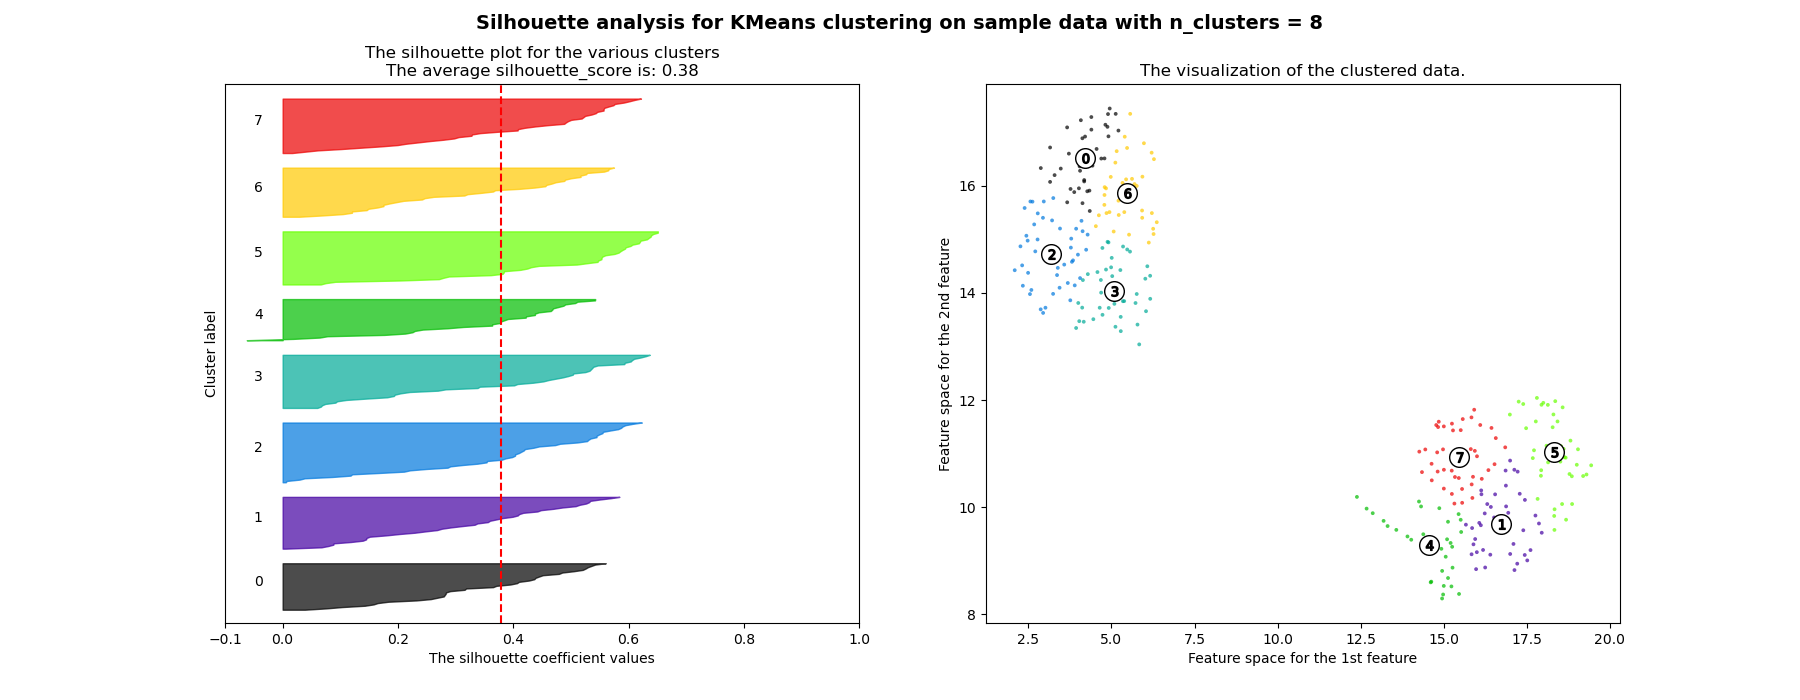 Silhouette analysis for KMeans clustering on sample data with n_clusters = 8
The silhouette plot for the various clusters
The average silhouette_score is: 0.38
7
6
5
4
3
2
1
0
Cluster label
−0.1 0.0 0.2 0.4 0.6 0.8 1.0
The silhouette coefficient values
The visualization of the clustered data.
0
6
2
3
7
5
1
4
16
14
12
10
8
Feature space for the 2nd feature
2.5 5.0 7.5 10.0 12.5 15.0 17.5 20.0
Feature space for the 1st feature